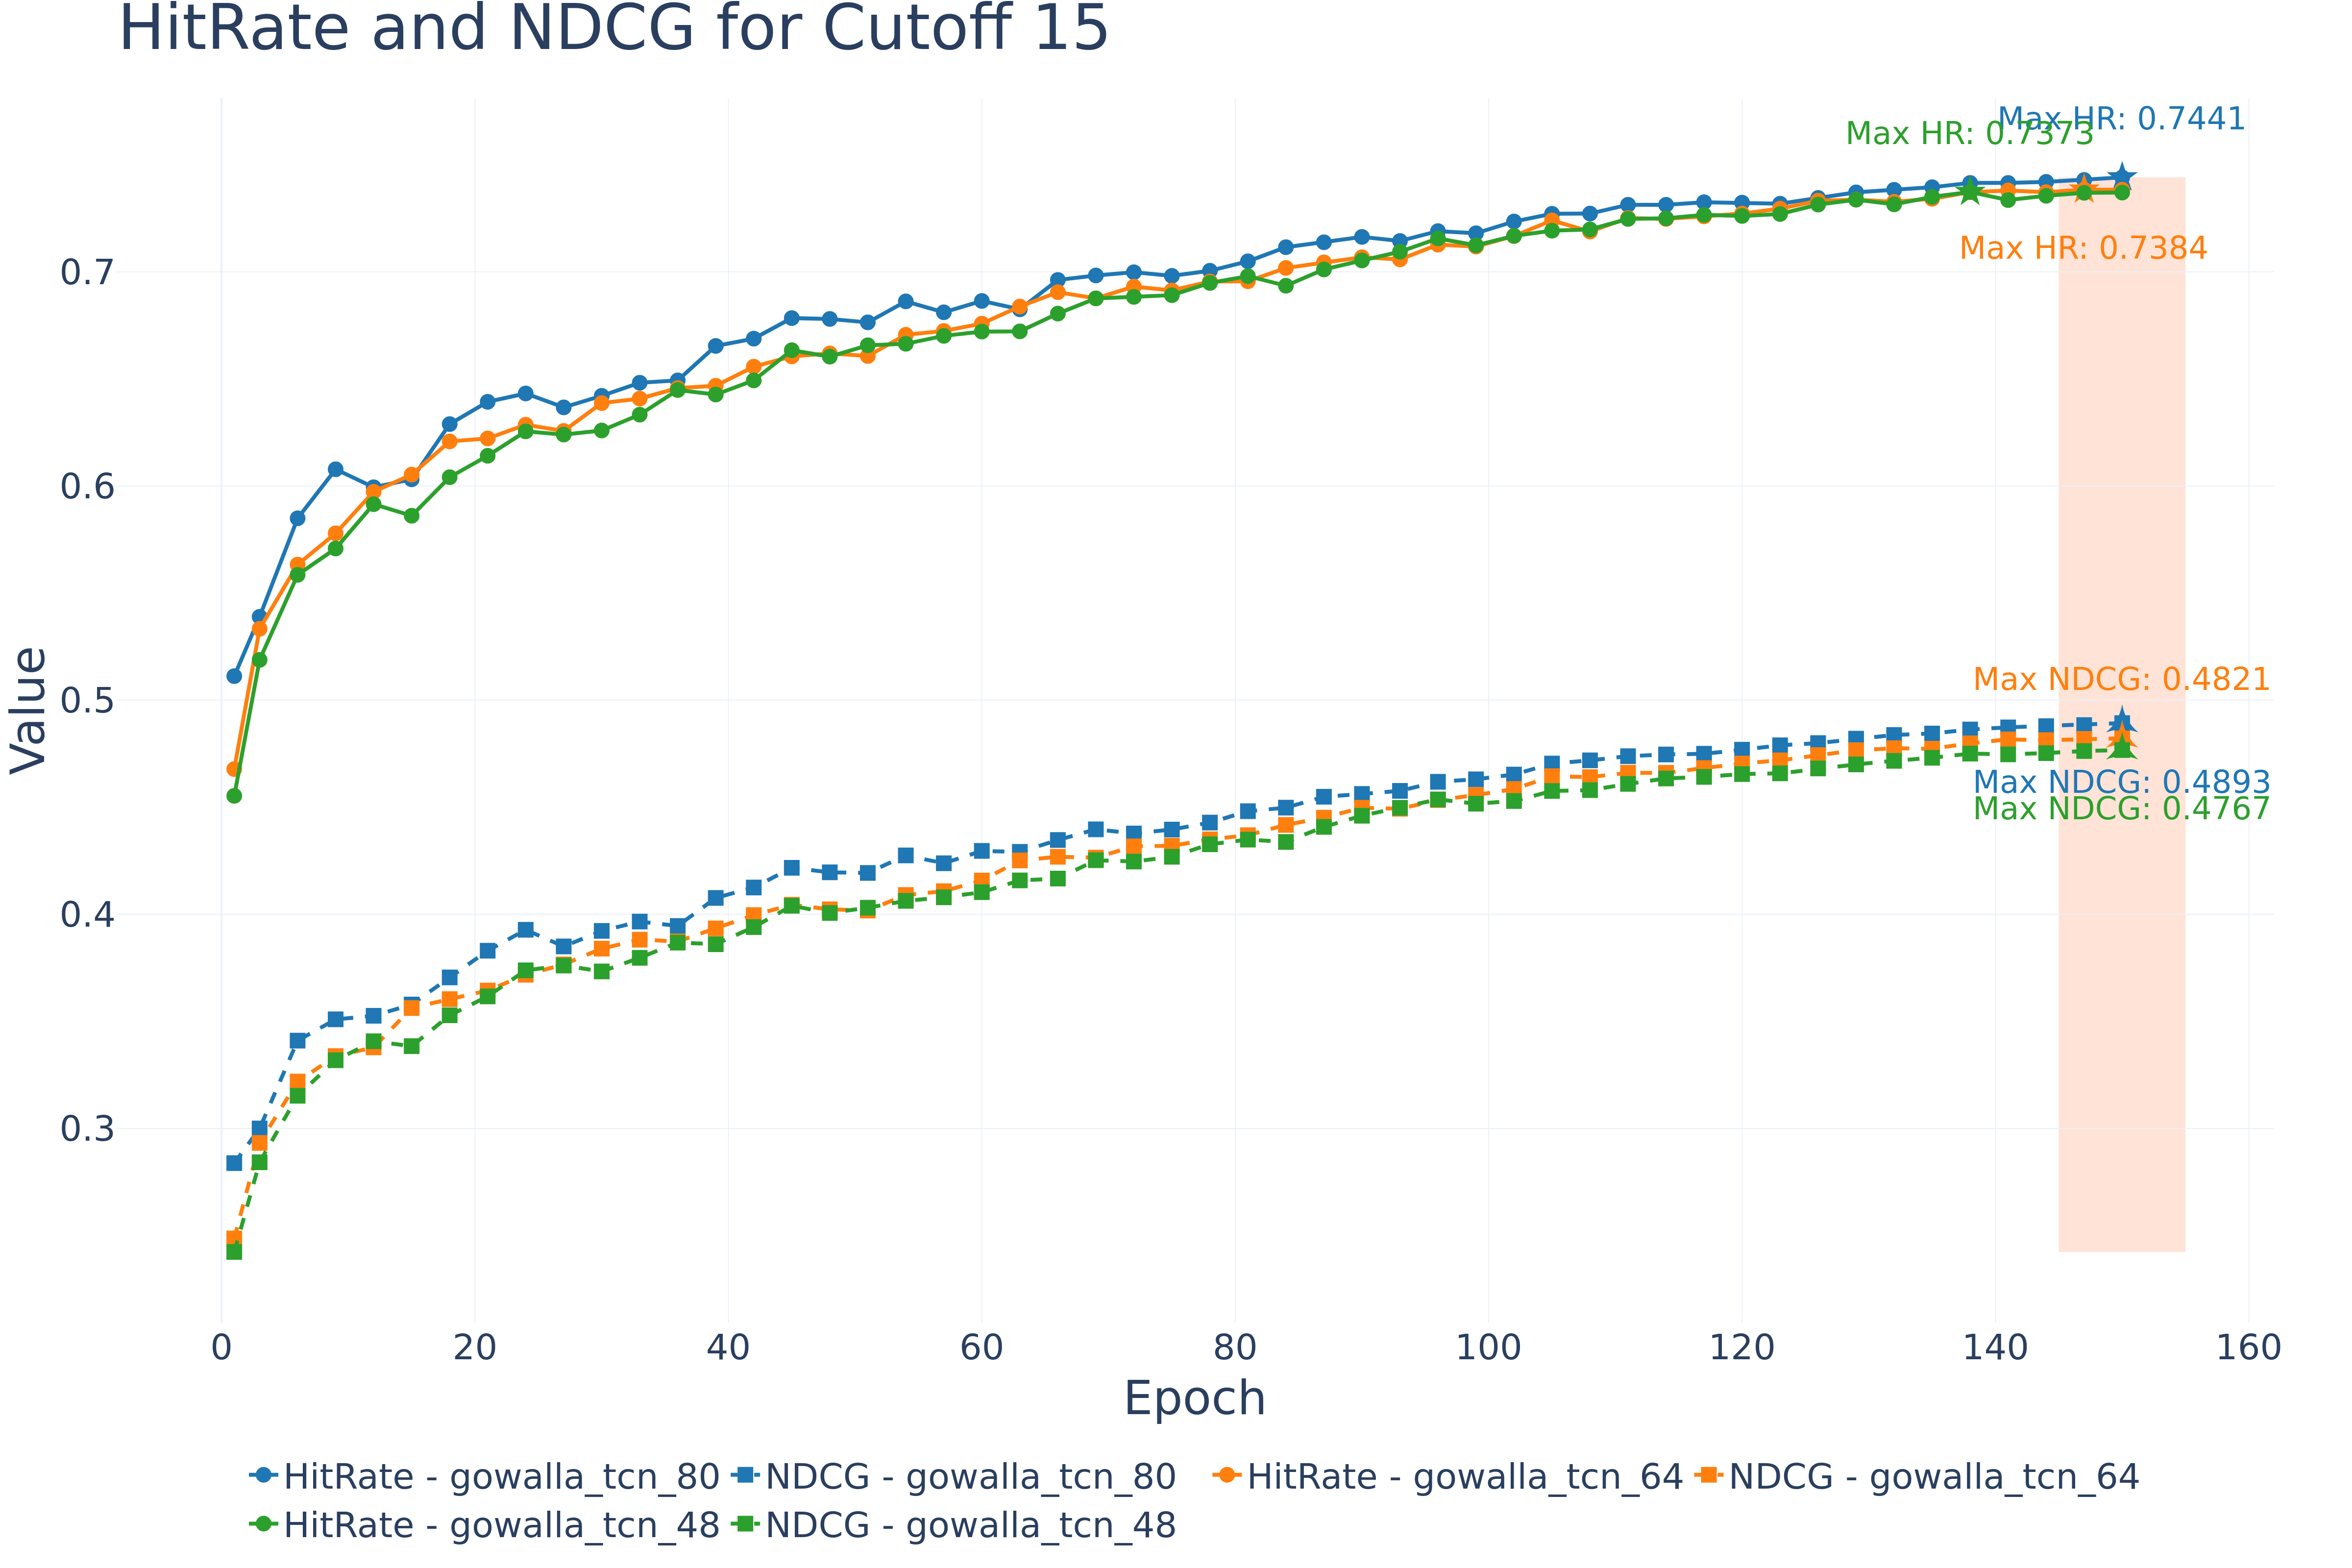 HitRate and NDCG for Cutoff 15
Max HR: 0.7441
Max HR: 0.7373
Max HR: 0.7384
Max NDCG: 0.4821
Max NDCG: 0.4893
Max NDCG: 0.4767
Value
0.7
0.6
0.5
0.4
0.3
0 20 40 60 80 100 120 140 160
Epoch
HitRate - gowalla_tcn_80 NDCG - gowalla_tcn_80 HitRate - gowalla_tcn_64 NDCG - gowalla_tcn_64
HitRate - gowalla_tcn_48 NDCG - gowalla_tcn_48